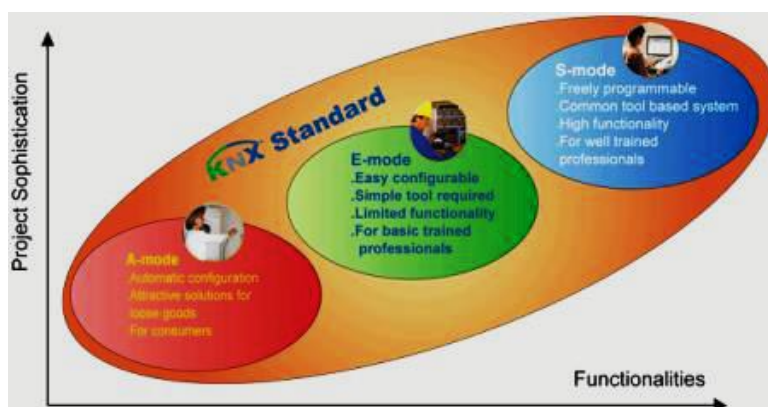 Project Sophistication
KNX Standard
S-mode
.Freely programmable
.Common tool based system
.High functionality
.For well trained
professionals
E-mode
.Easy configurable
.Simple tool required
.Limited functionality
.For basic trained
professionals
A-mode
.Automatic configuration
.Attractive solutions for
loose goods
.For consumers
Functionalities